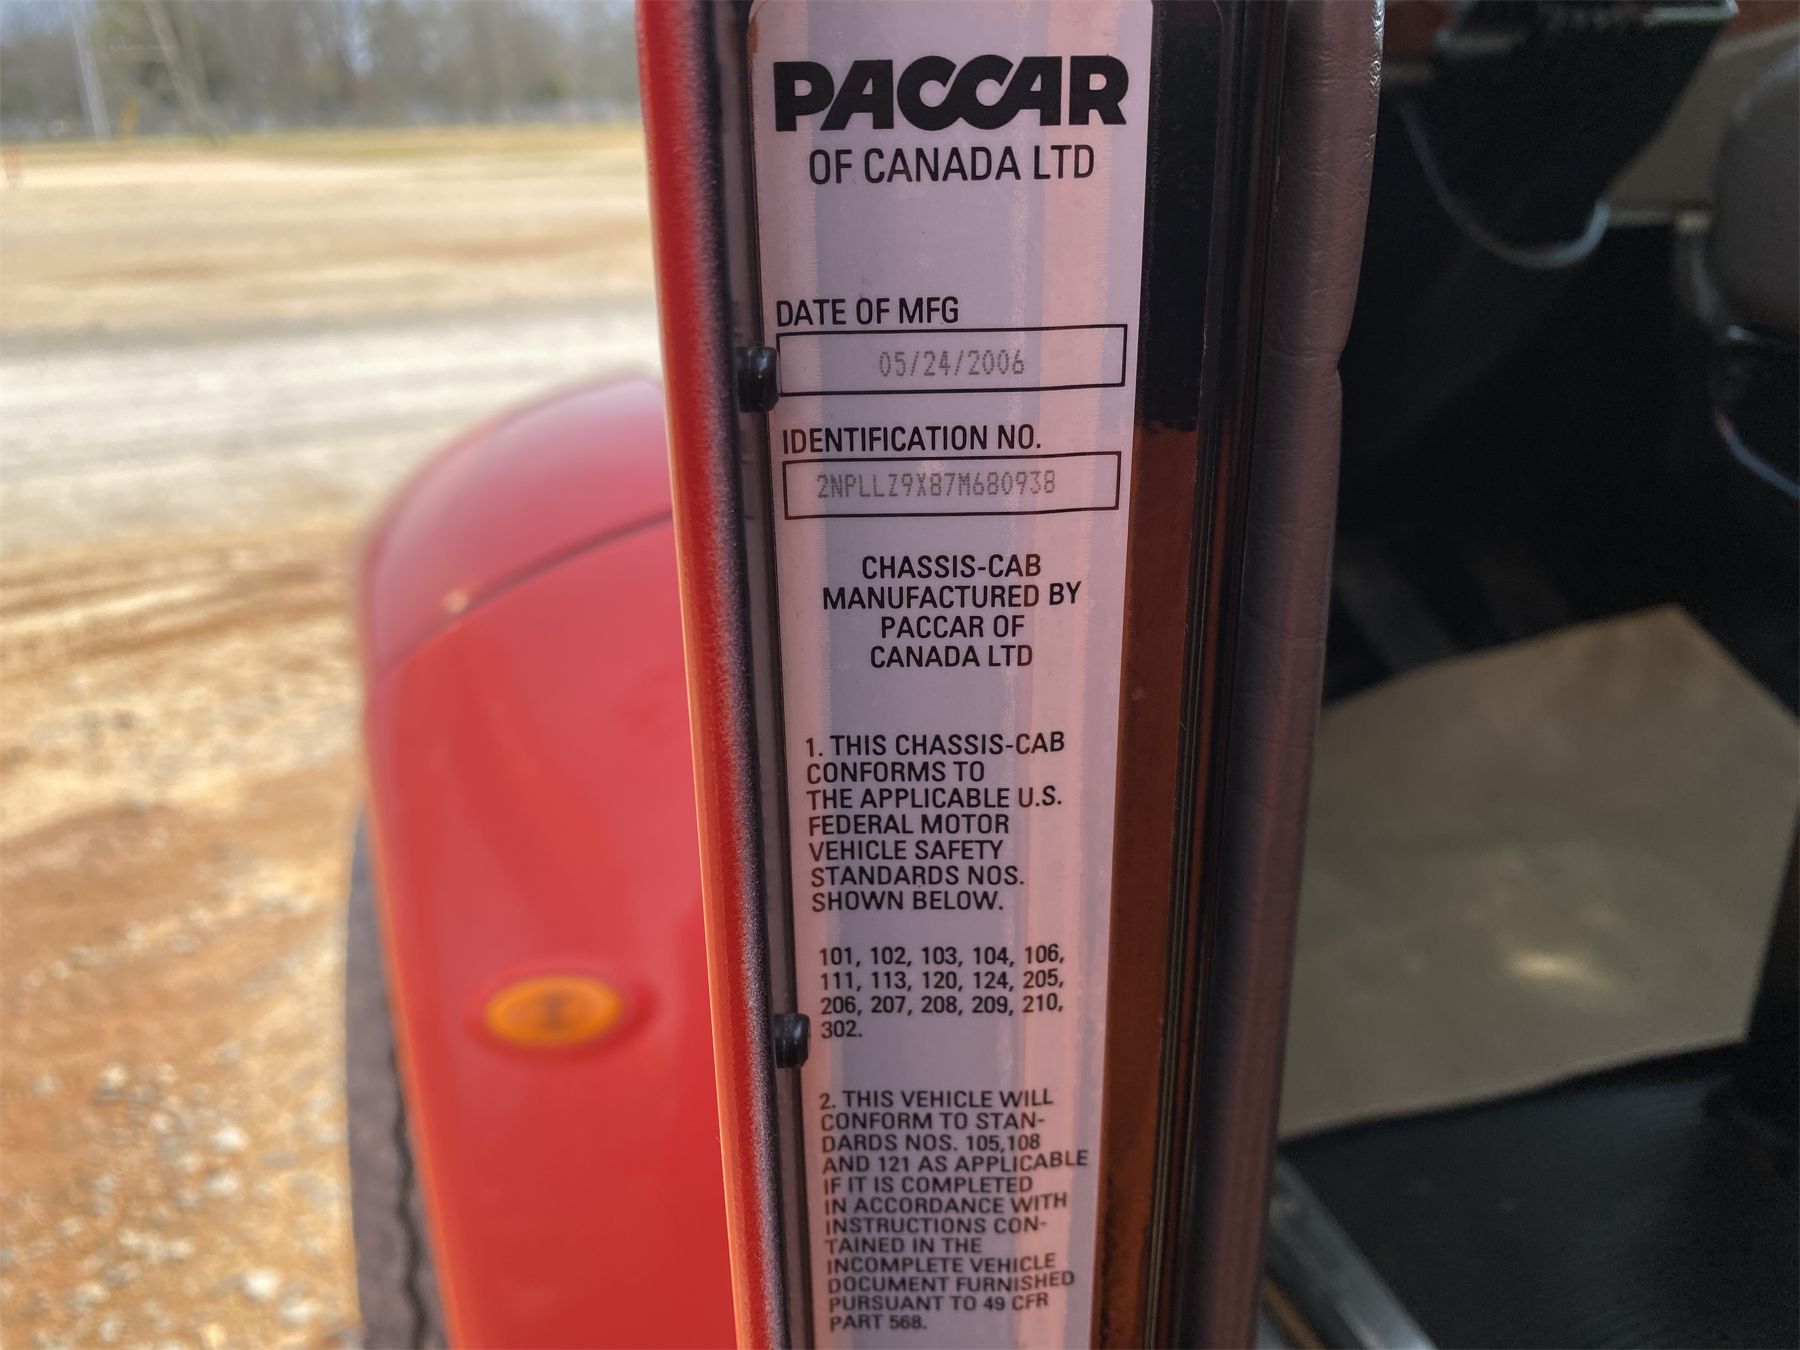 PACCAR
OF CANADA LTD
DATE OF MFG
05/24/2006
IDENTIFICATION NO.
2NPLLZ9X87M680938
CHASSIS-CAB
MANUFACTURED BY
PACCAR OF
CANADA LTD
1. THIS CHASSIS-CAB
CONFORMS TO
THE APPLICABLE U.S.
FEDERAL MOTOR
VEHICLE SAFETY
STANDARDS NOS.
SHOWN BELOW.
101, 102, 103, 104, 106,
111, 113, 120, 124, 205,
206, 207, 208, 209, 210,
302.
2. THIS VEHICLE WILL
CONFORM TO STAN-
DARDS NOS. 105,108
AND 121 AS APPLICABLE
IF IT IS COMPLETED
IN ACCORDANCE WITH
INSTRUCTIONS CON-
TAINED IN THE
INCOMPLETE VEHICLE
DOCUMENT FURNISHED
PURSUANT TO 49 CFR
PART 568.